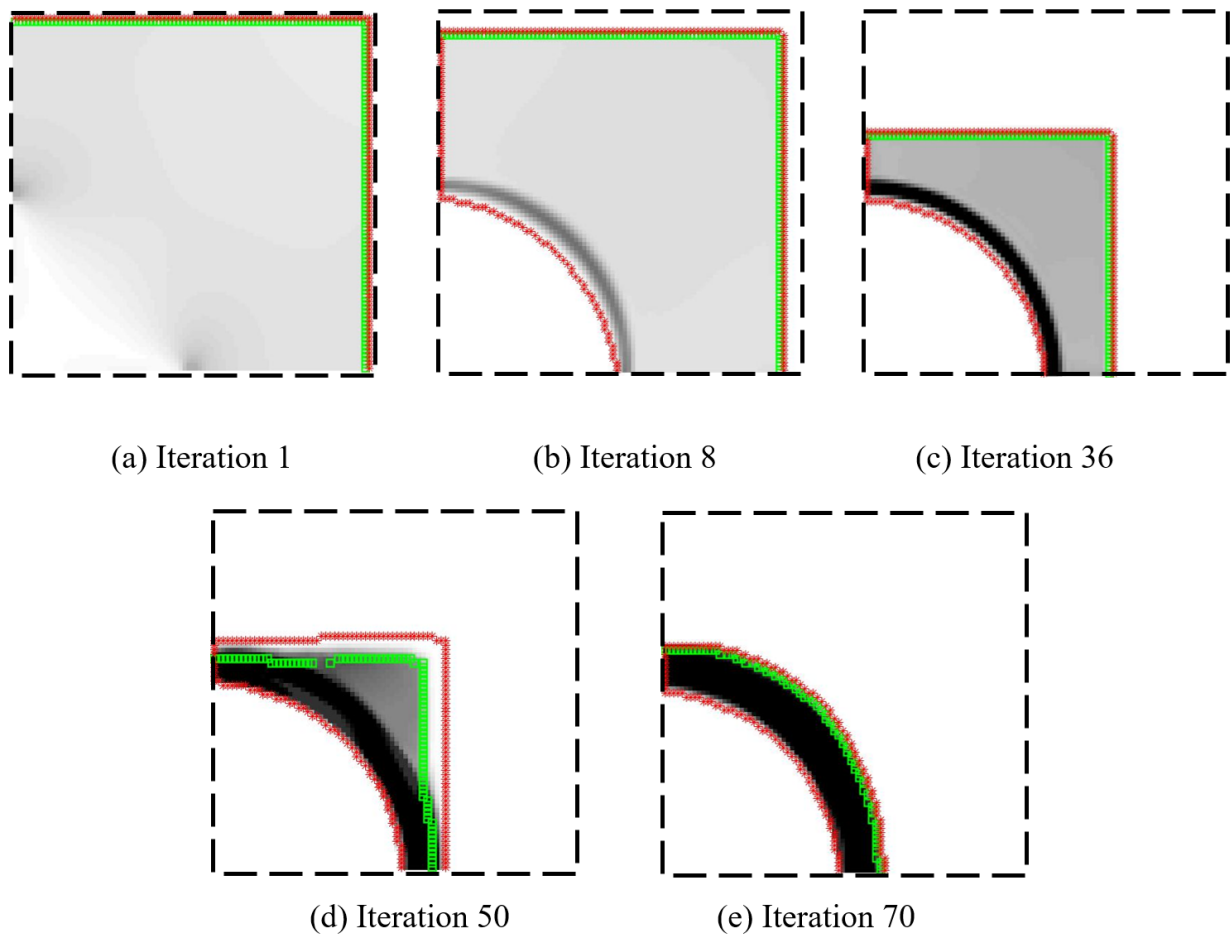 (a) Iteration 1
(b) Iteration 8
(c) Iteration 36
(d) Iteration 50
(e) Iteration 70